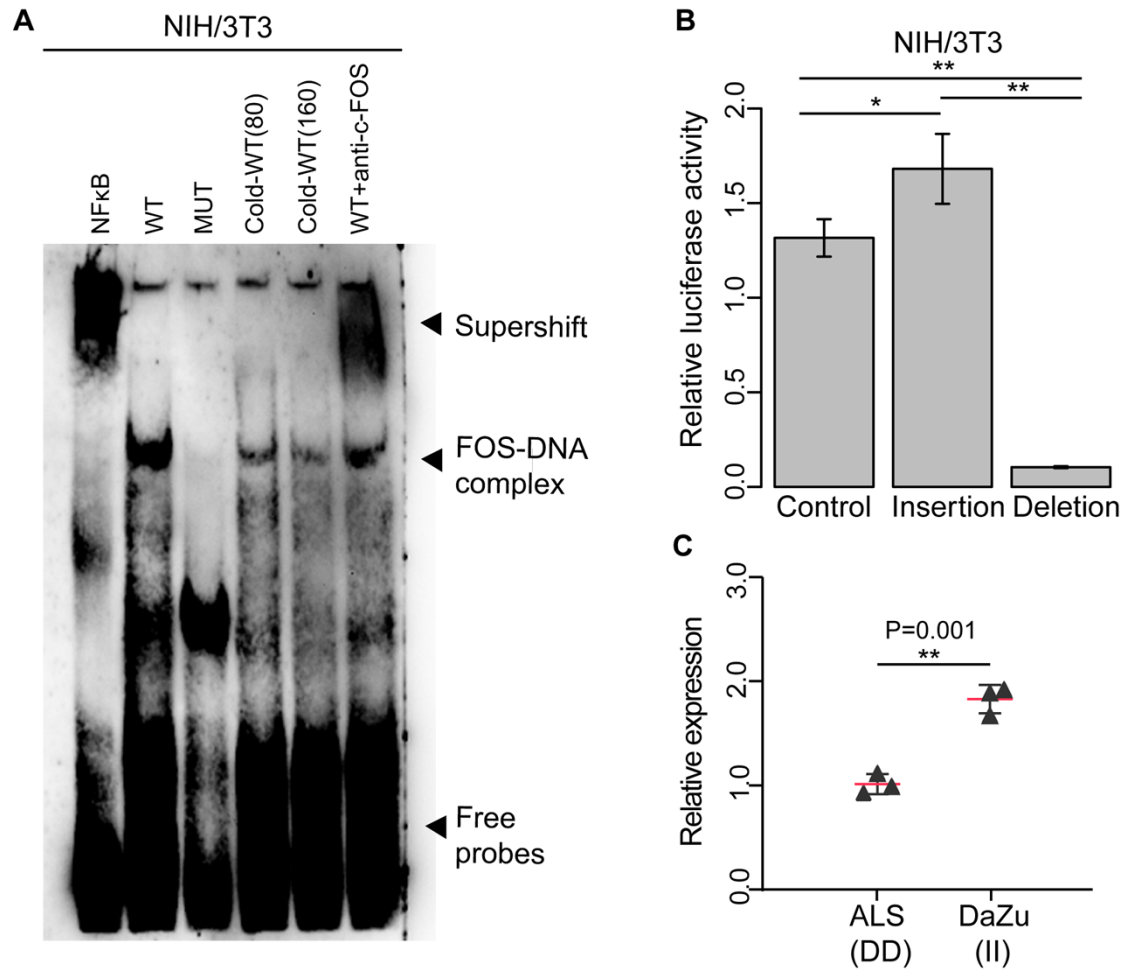 A
NIH/3T3
NFκB
WT
MUT
Cold-WT(80)
Cold-WT(160)
WT+anti-c-FOS
Supershift
FOS-DNA
complex
Free
probes
B
NIH/3T3
**
**
*
Relative luciferase activity
2.0
1.5
1.0
0.5
0.0
Control Insertion Deletion
C
Relative expression
3.0
2.0
1.0
0.0
P=0.001
**
ALS DaZu
(DD) (II)